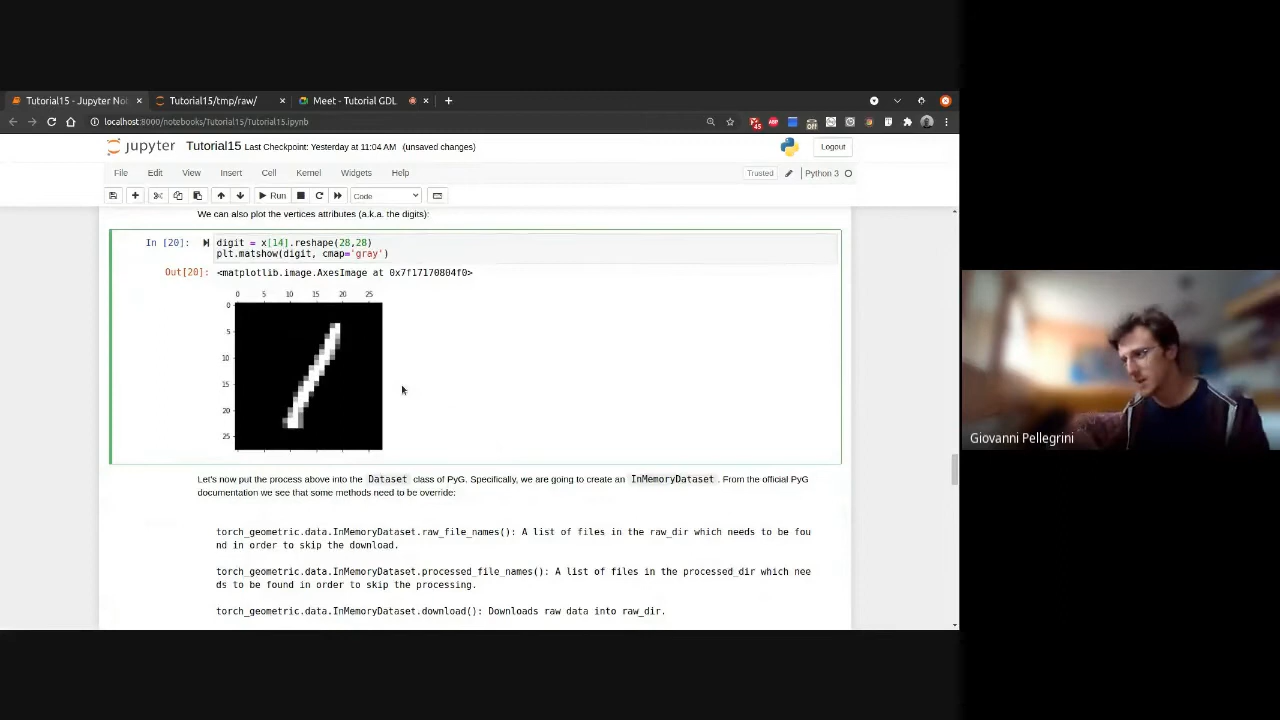 Tutorial15 - Jupyter No
Tutorial15/tmp/raw/
Meet - Tutorial GDL
localhost:8000/notebooks/Tutorial15/Tutorial15.ipynb
45
ABP
off
jupyter Tutorial15 Last Checkpoint: Yesterday at 11:04 AM (unsaved changes)
Logout
File Edit View Insert Cell Kernel Widgets Help
Trusted
Python 3
Run
Code
We can also plot the vertices attributes (a.k.a. the digits):
In [20]: digit = x[14].reshape(28,28)
plt.matshow(digit, cmap='gray')
Out[20]: <matplotlib.image.AxesImage at 0x7f17170804f0>
0 5 10 15 20 25
0
5
10
15
20
25
Giovanni Pellegrini
Let's now put the process above into the Dataset class of PyG. Specifically, we are going to create an InMemoryDataset. From the official PyG
documentation we see that some methods need to be override:
torch_geometric.data.InMemoryDataset.raw_file_names(): A list of files in the raw_dir which needs to be fou
nd in order to skip the download.
torch_geometric.data.InMemoryDataset.processed_file_names(): A list of files in the processed_dir which nee
ds to be found in order to skip the processing.
torch_geometric.data.InMemoryDataset.download(): Downloads raw data into raw_dir.